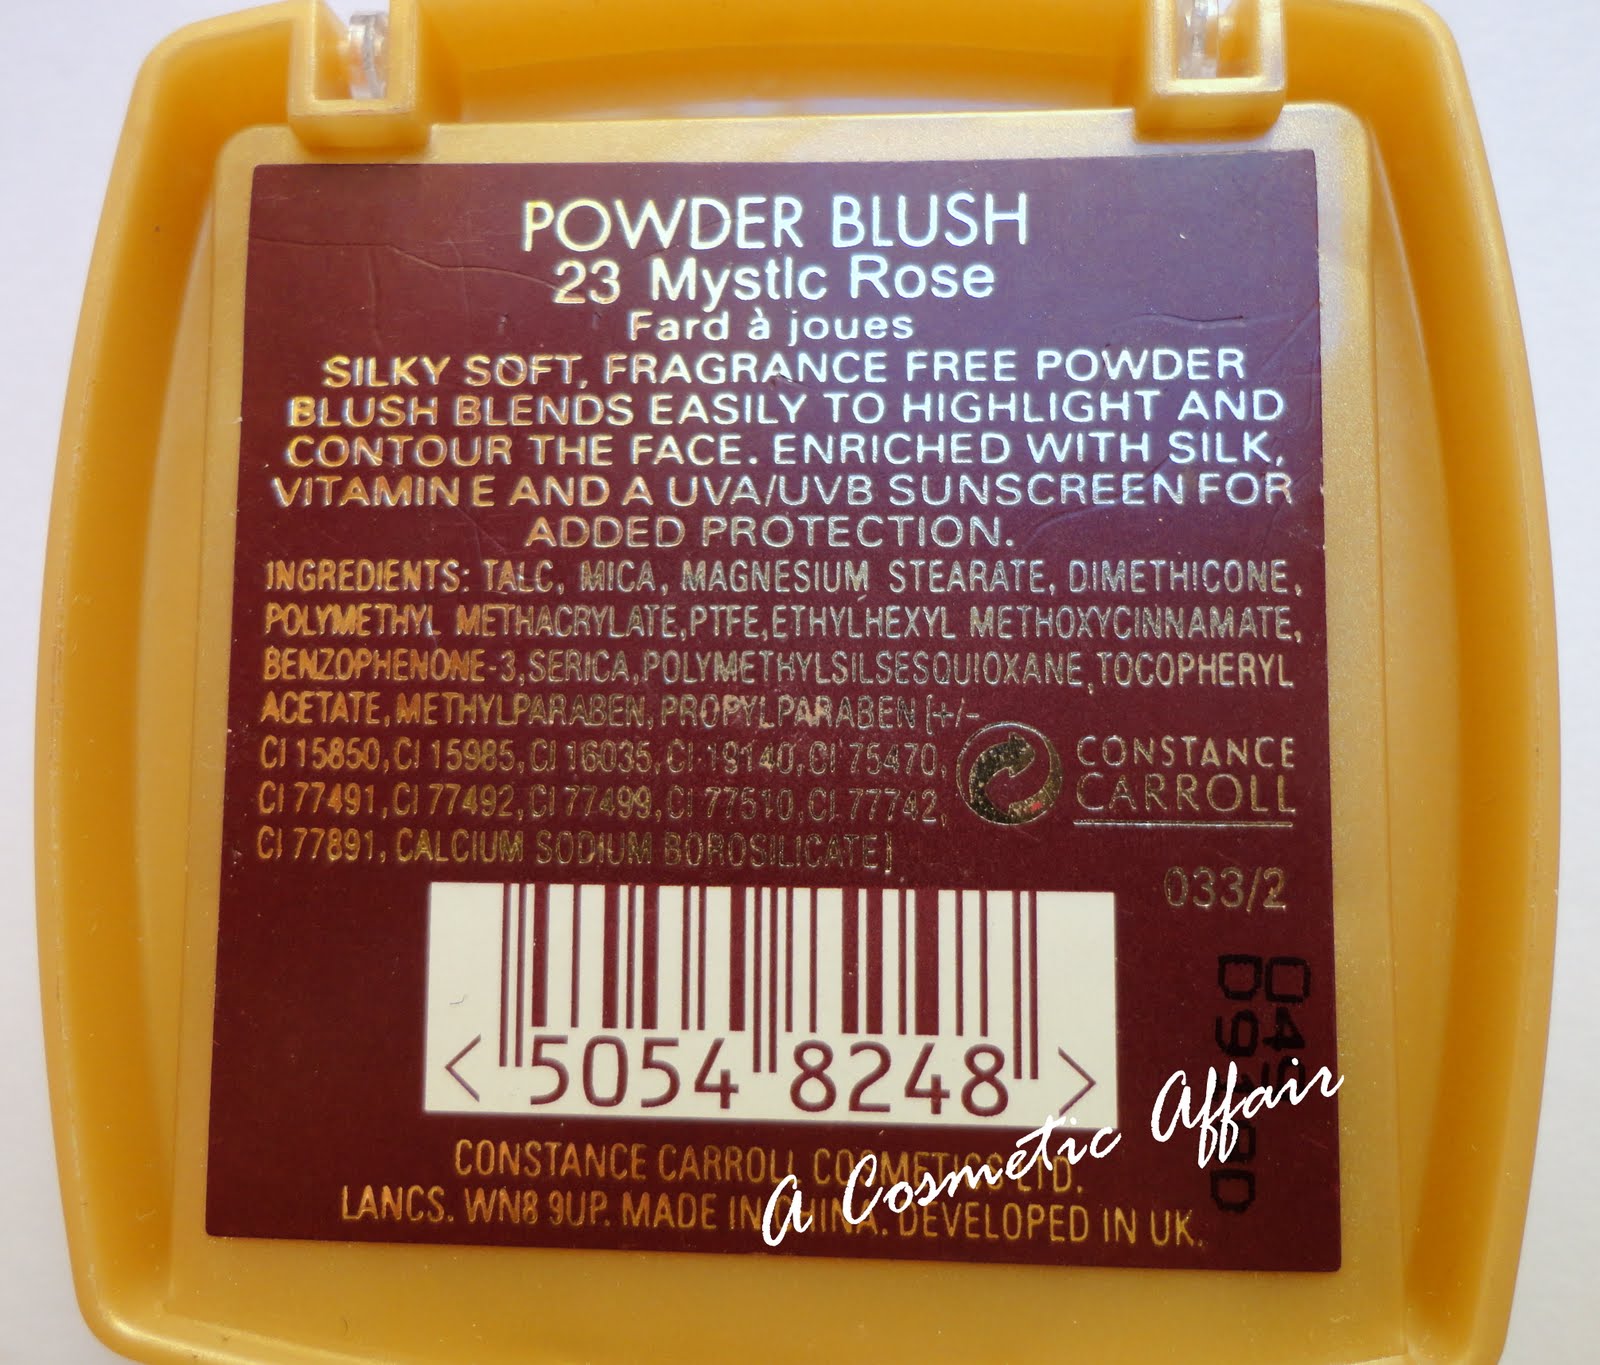 POWDER BLUSH
23 MystIc Rose
Fard à joues
SILKY SOFT, FRAGRANCE FREE POWDER
BLUSH BLENDS EASILY TO HIGHLIGHT AND
CONTOUR THE FACE. ENRICHED WITH SILK,
VITAMIN E AND A UVA/UVB SUNSCREEN FOR
ADDED PROTECTION.
INGREDIENTS: TALC, MICA, MAGNESIUM STEARATE, DIMETHICONE,
POLYMETHYL METHACRYLATE, PTFE, ETHYLHEXYL METHOXYCINNAMATE,
BENZOPHENONE-3, SERICA, POLYMETHYLSILSESQUIOXANE, TOCOPHERYL
ACETATE, METHYLPARABEN, PROPYLPARABEN [+/-
CI 15850, CI 15985, CI 16035, CI 19140, CI 75470,
CI 77491, CI 77492, CI 77499, CI 77510, CI 77742,
CI 77891, CALCIUM SODIUM BOROSILICATE]
CONSTANCE
CARROLL
033/2
< 5054 8248 >
CONSTANCE CARROLL COSMETICS LTD.
LANCS. WN8 9UP. MADE IN CHINA. DEVELOPED IN UK.
A Cosmetic Affair